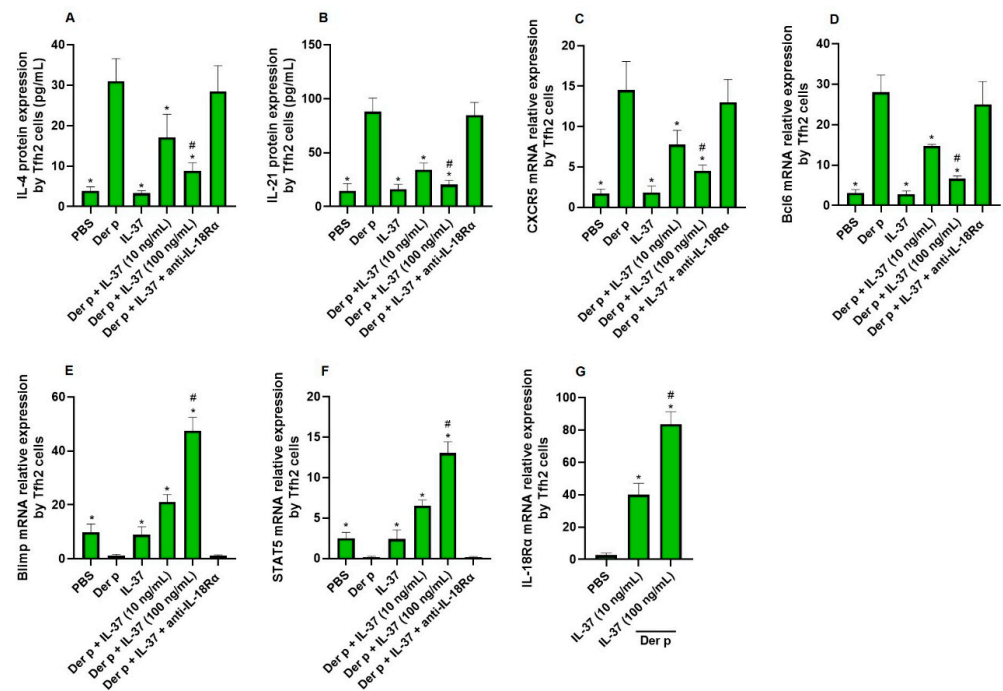 A
IL-4 protein expression
by Tfh2 cells (pg/mL)
40
30
20
10
0
*
*
*
#
*
PBS
Der p
IL-37
Der p + IL-37 (10 ng/mL)
Der p + IL-37 (100 ng/mL)
Der p + IL-37 + anti-IL-18Rα
B
IL-21 protein expression
by Tfh2 cells (pg/mL)
150
100
50
0
*
*
*
#
*
PBS
Der p
IL-37
Der p +IL-37 (10 ng/mL)
Der p + IL-37 (100 ng/mL)
Der p + IL-37 + anti-IL-18Rα
C
CXCR5 mRNA relative expression
by Tfh2 cells
20
15
10
5
0
*
*
*
#
*
PBS
Der p
IL-37
Der p + IL-37 (10 ng/mL)
Der p + IL-37 (100 ng/mL)
Der p + IL-37 + anti-IL-18Rα
D
Bcl6 mRNA relative expression
by Tfh2 cells
40
30
20
10
0
*
*
*
#
*
PBS
Der p
IL-37
Der p + IL-37 (10 ng/mL)
Der p + IL-37 (100 ng/mL)
Der p + IL-37 + anti-IL-18Rα
E
Blimp mRNA relative expression
by Tfh2 cells
60
40
20
0
*
*
*
#
*
PBS
Der p
IL-37
Der p + IL-37 (10 ng/mL)
Der p + IL-37 (100 ng/mL)
Der p + IL-37 + anti-IL-18Rα
F
STAT5 mRNA relative expression
by Tfh2 cells
20
15
10
5
0
*
*
*
#
*
PBS
Der p
IL-37
Der p + IL-37 (10 ng/mL)
Der p + IL-37 (100 ng/mL)
Der p + IL-37 + anti-IL-18Rα
G
IL-18Rα mRNA relative expression
by Tfh2 cells
100
80
60
40
20
0
*
#
*
PBS
IL-37 (10 ng/mL)
IL-37 (100 ng/mL)
Der p